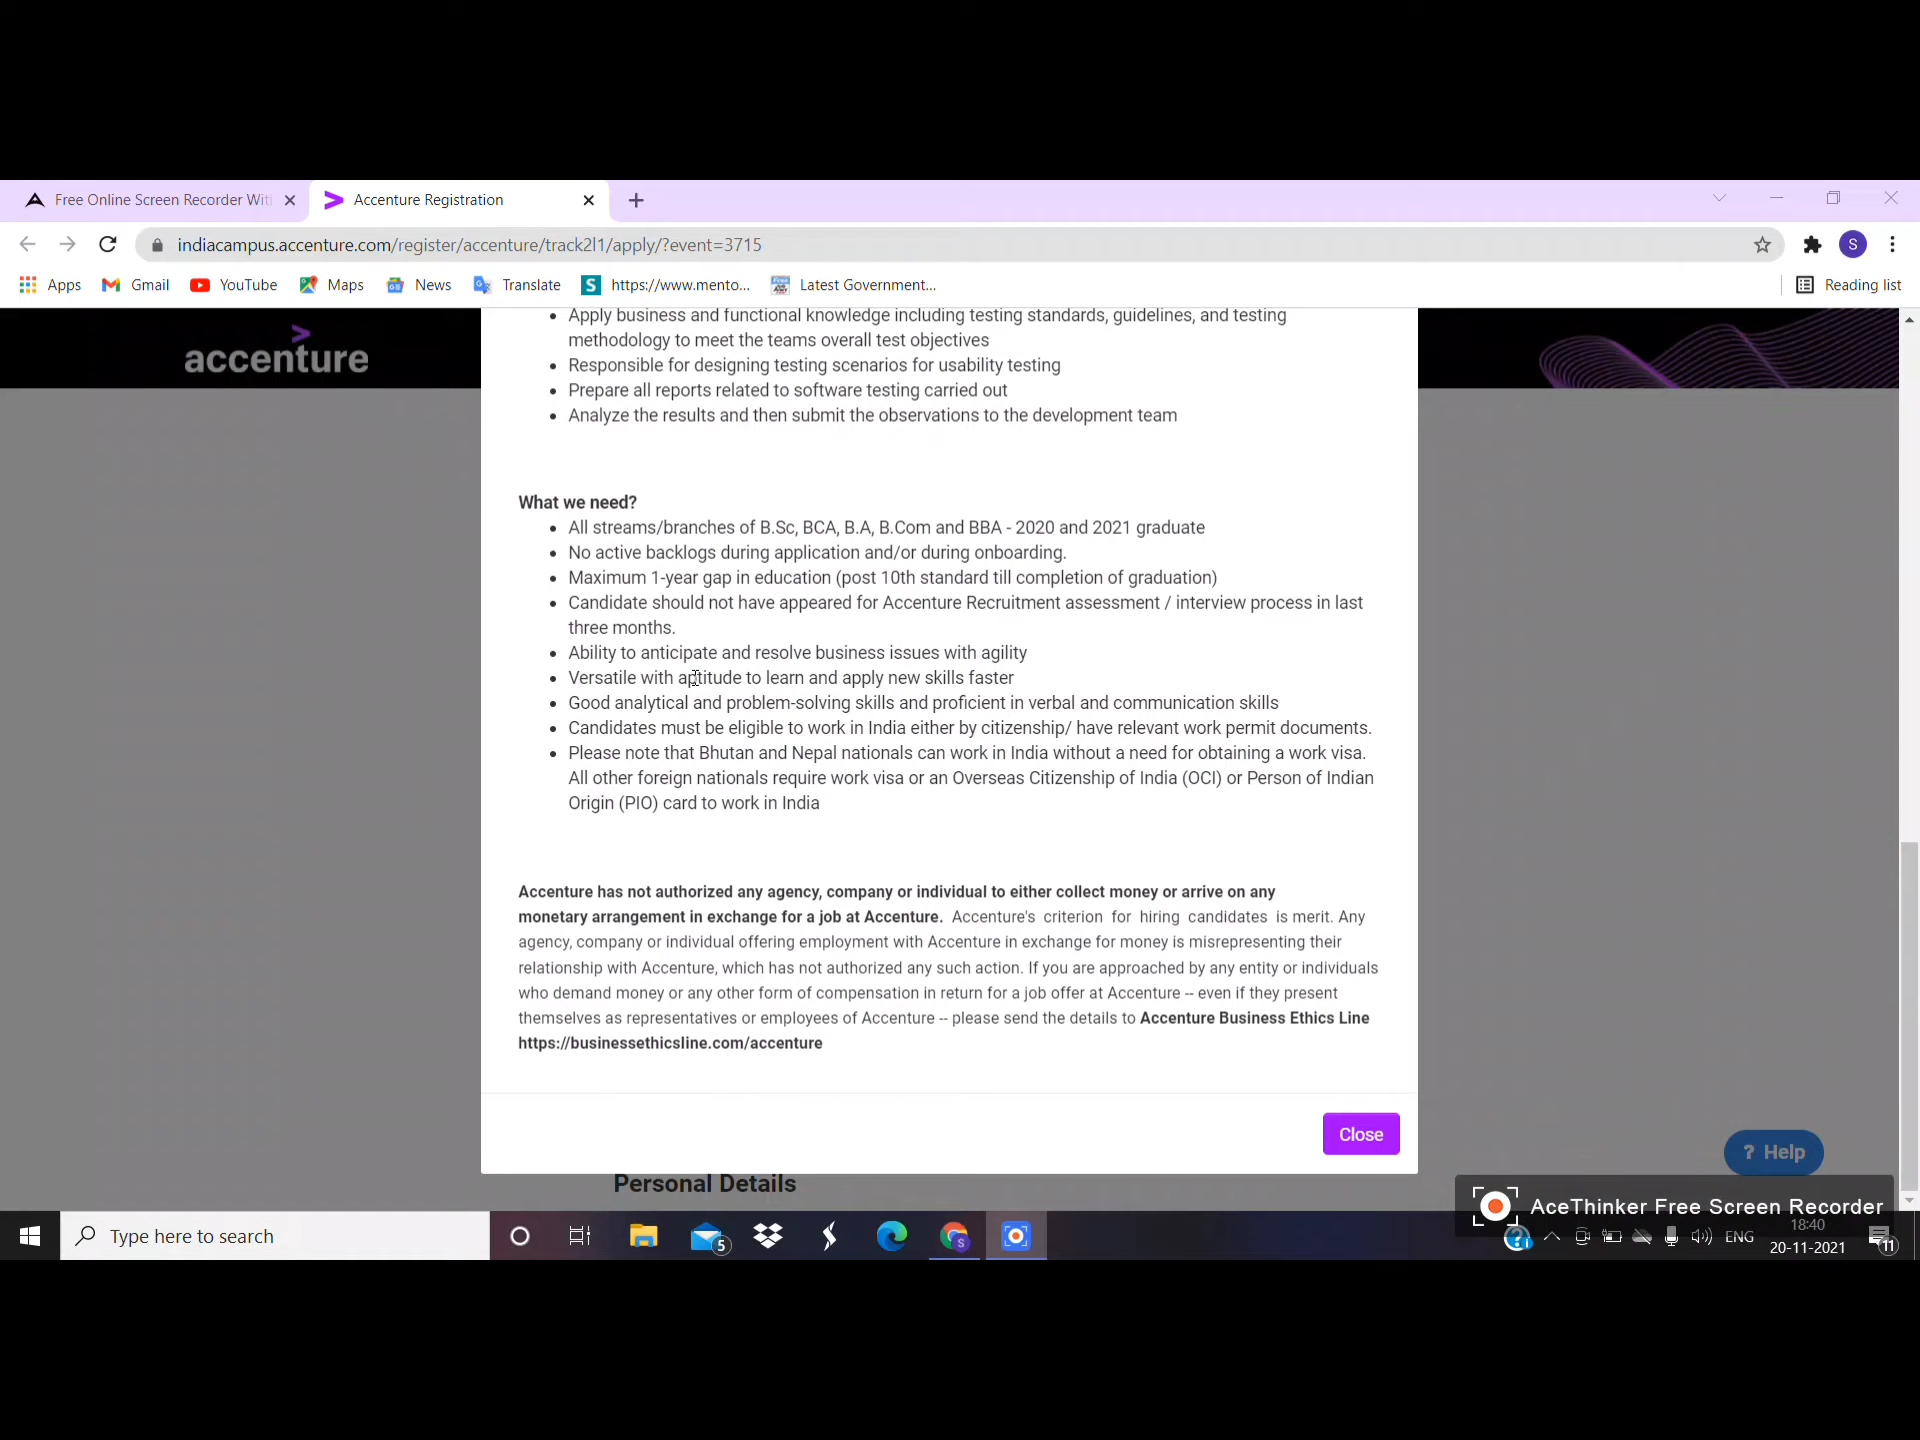 Free Online Screen Recorder Wit
Accenture Registration
indiacampus.accenture.com/register/accenture/track2l1/apply/?event=3715
S
Apps
Gmail
YouTube
Maps
News
Translate
S
https://www.mento...
Latest Government...
Reading list
accenture
• Apply business and functional knowledge including testing standards, guidelines, and testing
methodology to meet the teams overall test objectives
• Responsible for designing testing scenarios for usability testing
• Prepare all reports related to software testing carried out
• Analyze the results and then submit the observations to the development team
What we need?
• All streams/branches of B.Sc, BCA, B.A, B.Com and BBA - 2020 and 2021 graduate
• No active backlogs during application and/or during onboarding.
• Maximum 1-year gap in education (post 10th standard till completion of graduation)
• Candidate should not have appeared for Accenture Recruitment assessment / interview process in last
three months.
• Ability to anticipate and resolve business issues with agility
• Versatile with aptitude to learn and apply new skills faster
• Good analytical and problem-solving skills and proficient in verbal and communication skills
• Candidates must be eligible to work in India either by citizenship/ have relevant work permit documents.
• Please note that Bhutan and Nepal nationals can work in India without a need for obtaining a work visa.
All other foreign nationals require work visa or an Overseas Citizenship of India (OCI) or Person of Indian
Origin (PIO) card to work in India
Accenture has not authorized any agency, company or individual to either collect money or arrive on any
monetary arrangement in exchange for a job at Accenture. Accenture's criterion for hiring candidates is merit. Any
agency, company or individual offering employment with Accenture in exchange for money is misrepresenting their
relationship with Accenture, which has not authorized any such action. If you are approached by any entity or individuals
who demand money or any other form of compensation in return for a job offer at Accenture -- even if they present
themselves as representatives or employees of Accenture -- please send the details to Accenture Business Ethics Line
https://businessethicsline.com/accenture
Close
? Help
Personal Details
AceThinker Free Screen Recorder
Type here to search
5
S
ENG
18:40
20-11-2021
11